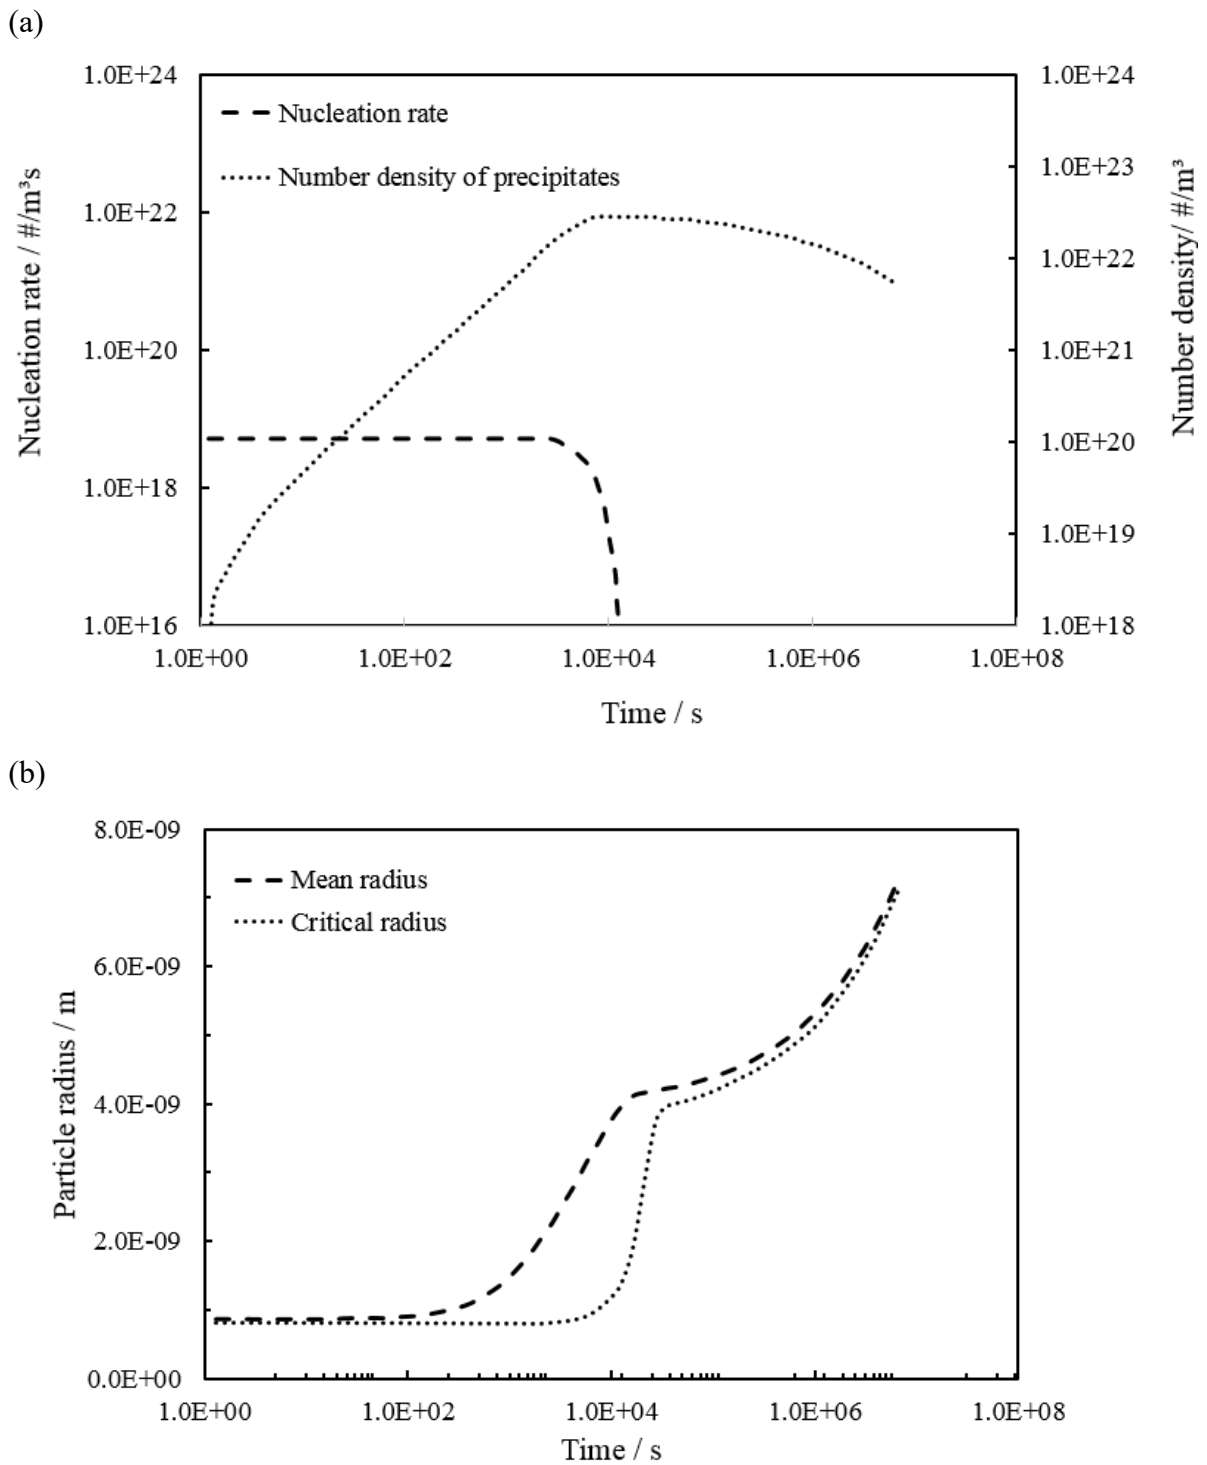 (a)
1.0E+24
1.0E+22
1.0E+20
1.0E+18
1.0E+16
Nucleation rate / #/m³s
Nucleation rate
Number density of precipitates
1.0E+24
1.0E+23
1.0E+22
1.0E+21
1.0E+20
1.0E+19
1.0E+18
Number density/ #/m³
1.0E+00 1.0E+02 1.0E+04 1.0E+06 1.0E+08
Time / s
(b)
8.0E-09
6.0E-09
4.0E-09
2.0E-09
0.0E+00
Particle radius / m
Mean radius
Critical radius
1.0E+00 1.0E+02 1.0E+04 1.0E+06 1.0E+08
Time / s